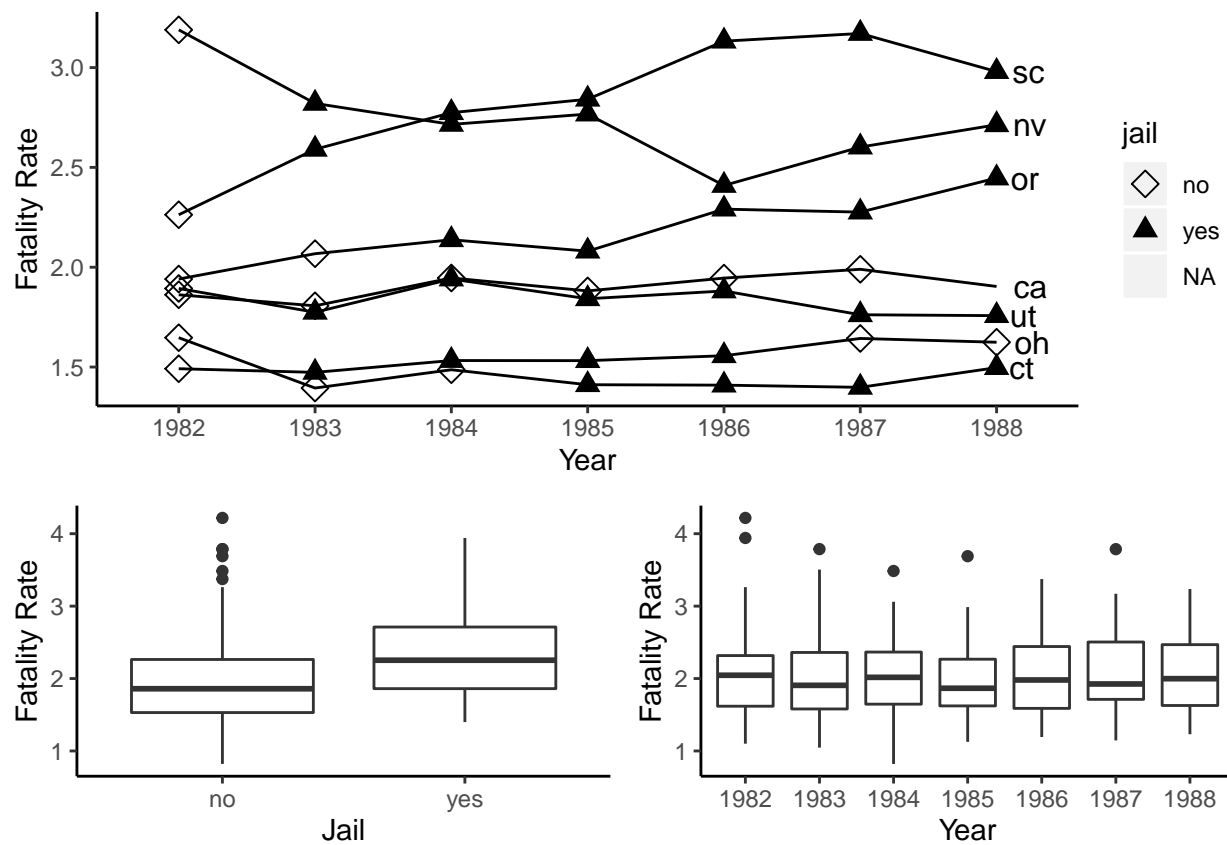 3.0
2.5
2.0
1.5
Fatality Rate
sc
nv
or
ca
ut
oh
ct
1982 1983 1984 1985 1986 1987 1988
Year
jail
no
yes
NA
4
3
2
1
Fatality Rate
no yes
Jail
4
3
2
1
Fatality Rate
1982 1983 1984 1985 1986 1987 1988
Year